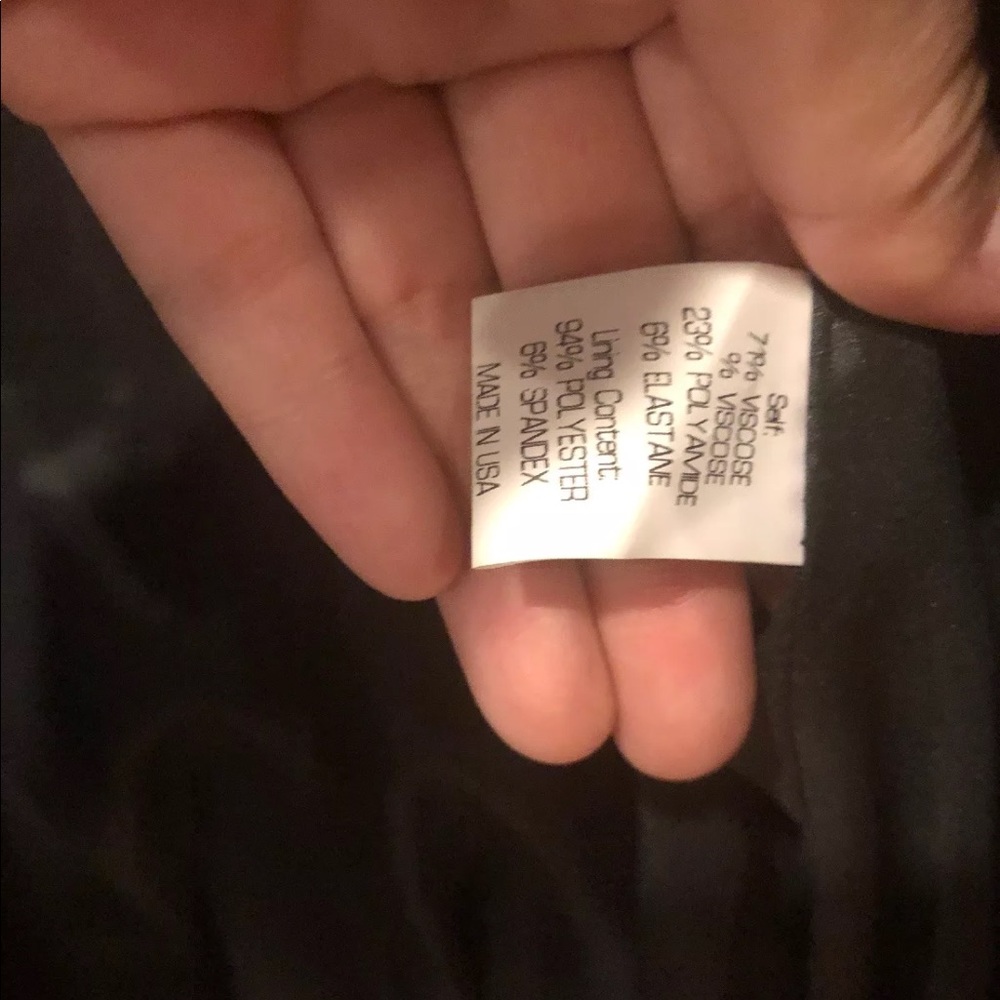 Self:
71% VISCOSE
% VISCOSE
23% POLYAMIDE
6% ELASTANE
Lining Content:
94% POLYESTER
6% SPANDEX
MADE IN USA